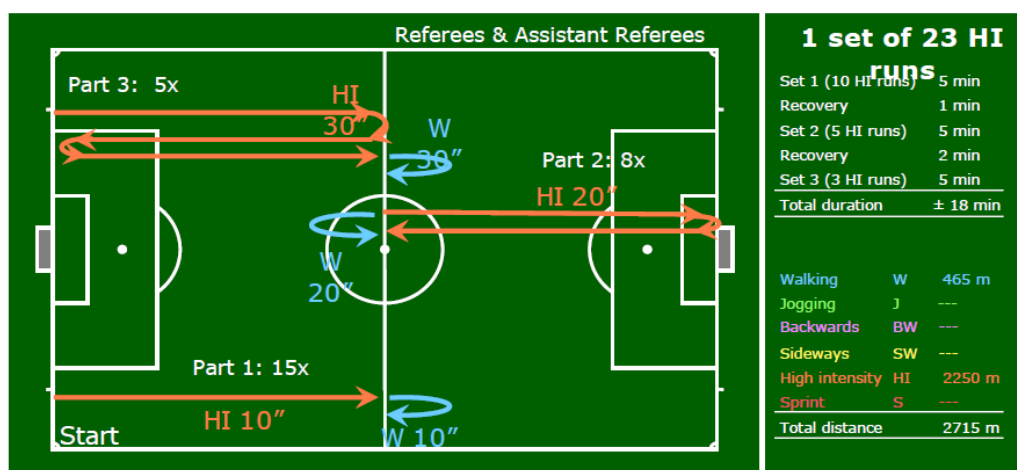 Referees & Assistant Referees
Part 3: 5x
HI
30″
W
30″
Part 2: 8x
HI 20″
W
20″
Part 1: 15x
HI 10″
W 10″
Start
1 set of 23 HI
runs
Set 1 (10 HI runs) 5 min
Recovery 1 min
Set 2 (5 HI runs) 5 min
Recovery 2 min
Set 3 (3 HI runs) 5 min
Total duration ± 18 min
Walking W 465 m
Jogging J ---
Backwards BW ---
Sideways SW ---
High intensity HI 2250 m
Sprint S ---
Total distance 2715 m